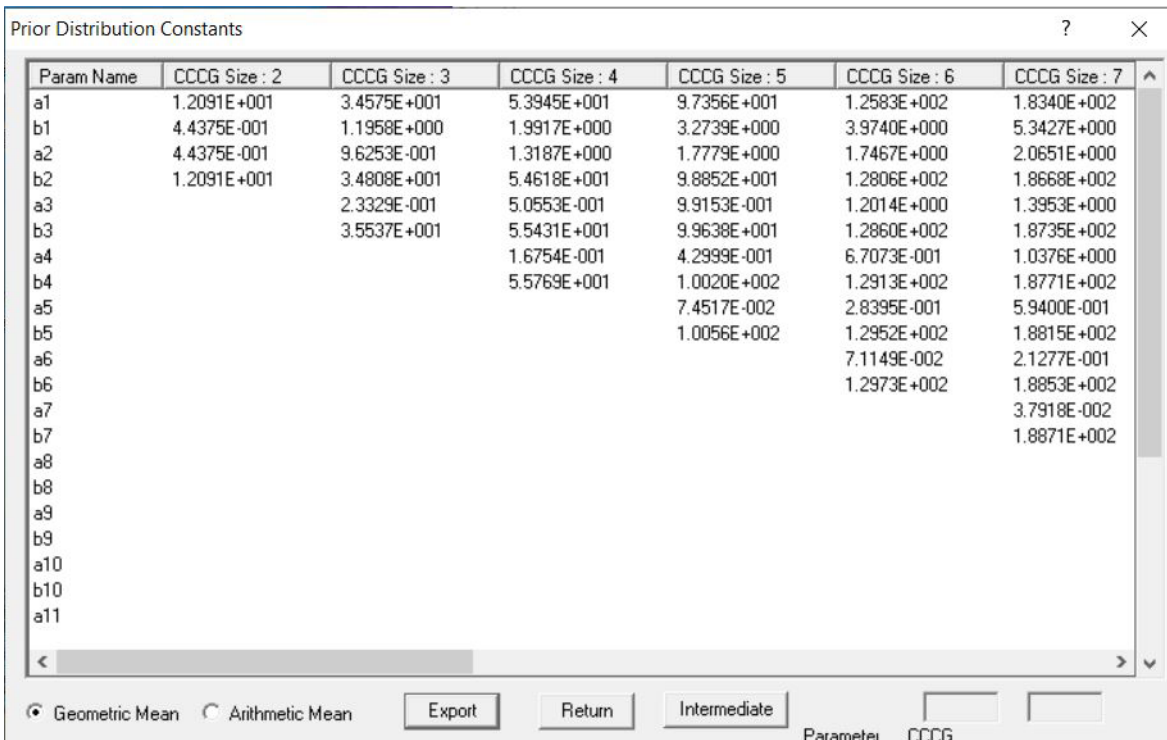 Prior Distribution Constants ? ×
Param Name CCCG Size : 2 CCCG Size : 3 CCCG Size : 4 CCCG Size : 5 CCCG Size : 6 CCCG Size : 7
a1 1.2091E+001 3.4575E+001 5.3945E+001 9.7356E+001 1.2583E+002 1.8340E+002
b1 4.4375E-001 1.1958E+000 1.9917E+000 3.2739E+000 3.9740E+000 5.3427E+000
a2 4.4375E-001 9.6253E-001 1.3187E+000 1.7779E+000 1.7467E+000 2.0651E+000
b2 1.2091E+001 3.4808E+001 5.4618E+001 9.8852E+001 1.2806E+002 1.8668E+002
a3 2.3329E-001 5.0553E-001 9.9153E-001 1.2014E+000 1.3953E+000
b3 3.5537E+001 5.5431E+001 9.9638E+001 1.2860E+002 1.8735E+002
a4 1.6754E-001 4.2999E-001 6.7073E-001 1.0376E+000
b4 5.5769E+001 1.0020E+002 1.2913E+002 1.8771E+002
a5 7.4517E-002 2.8395E-001 5.9400E-001
b5 1.0056E+002 1.2952E+002 1.8815E+002
a6 7.1149E-002 2.1277E-001
b6 1.2973E+002 1.8853E+002
a7 3.7918E-002
b7 1.8871E+002
a8
b8
a9
b9
a10
b10
a11
Geometric Mean Arithmetic Mean Export Return Intermediate
Parameter CCCG